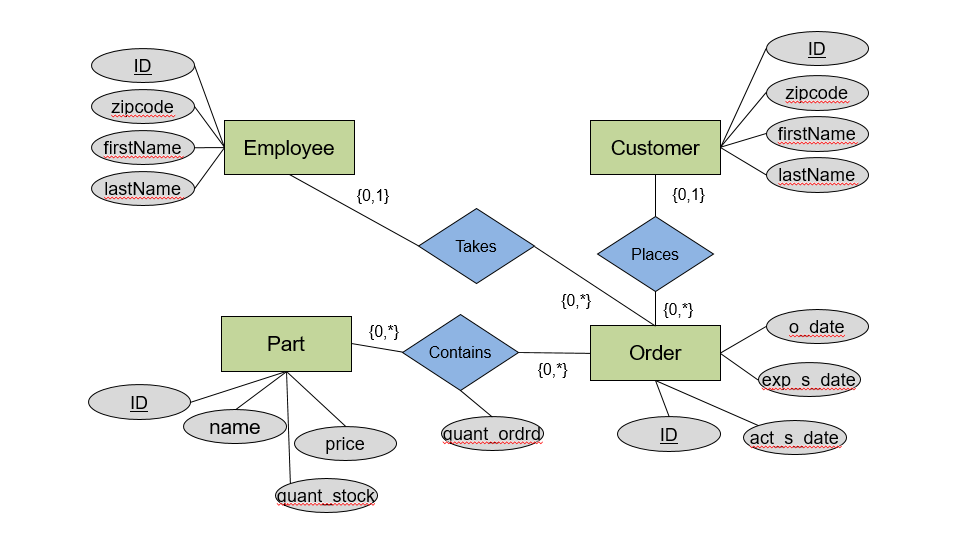 ID
zipcode
firstName
lastName
Employee
{0,1}
Takes
{0,*}
Customer
ID
zipcode
firstName
lastName
{0,1}
Places
{0,*}
Part
{0,*}
Contains
{0,*}
Order
o_date
exp_s_date
act_s_date
ID
ID
name
price
quant_stock
quant_ordrd